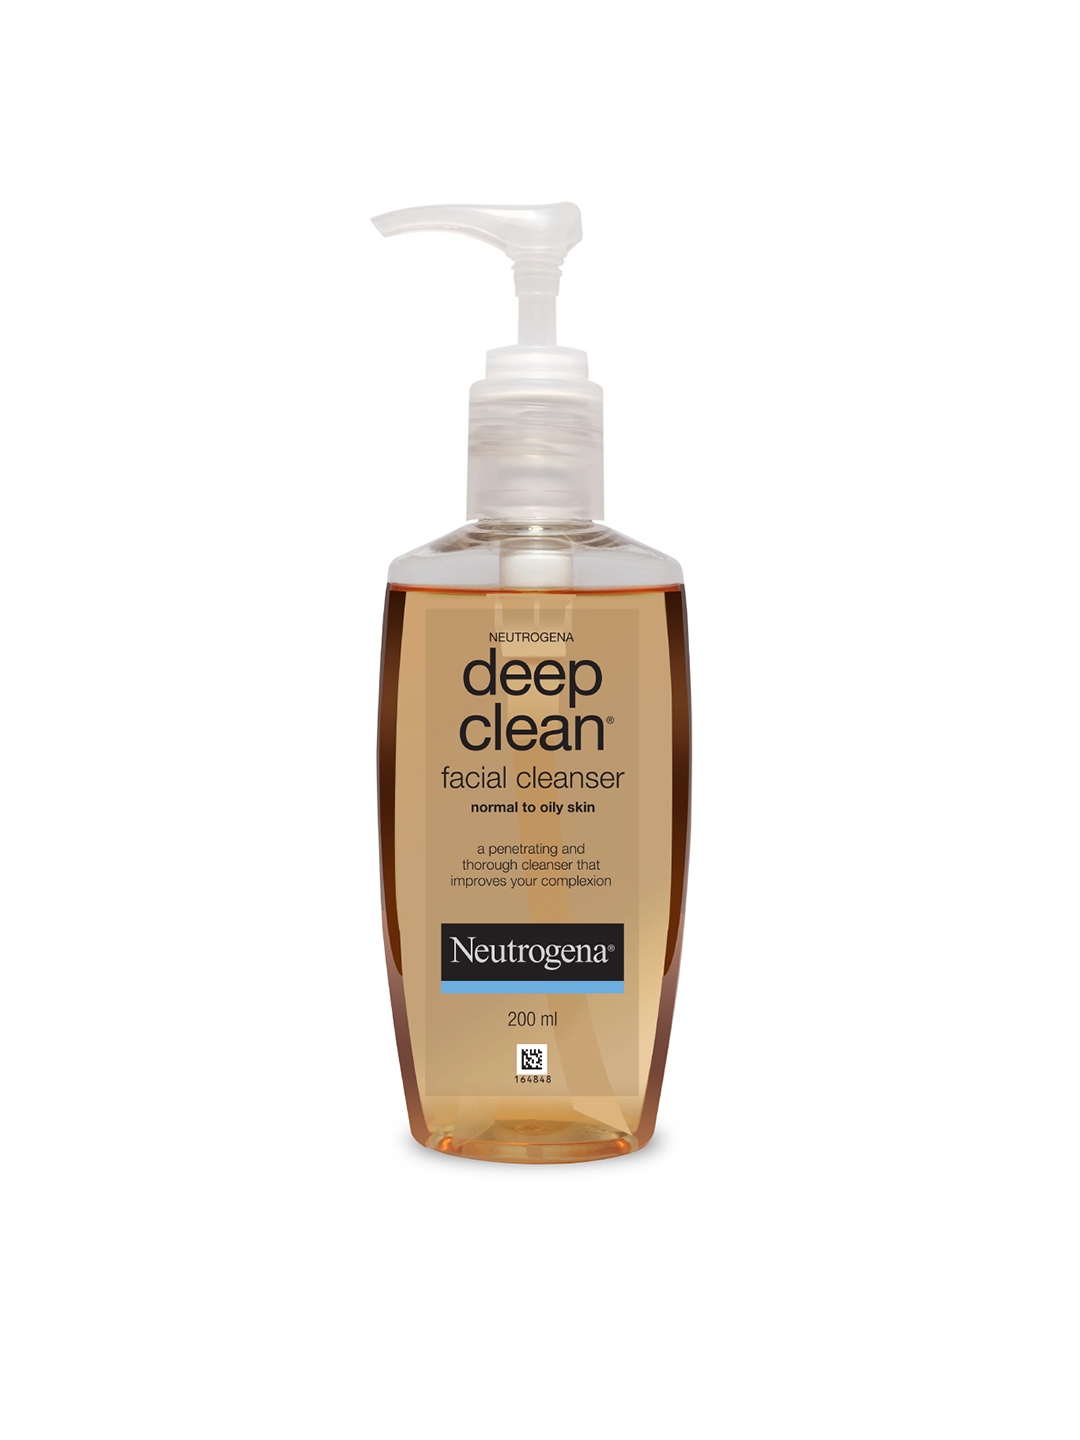 NEUTROGENA
deep
clean®
facial cleanser
normal to oily skin
a penetrating and
thorough cleanser that
improves your complexion
Neutrogena®
200 ml
164848